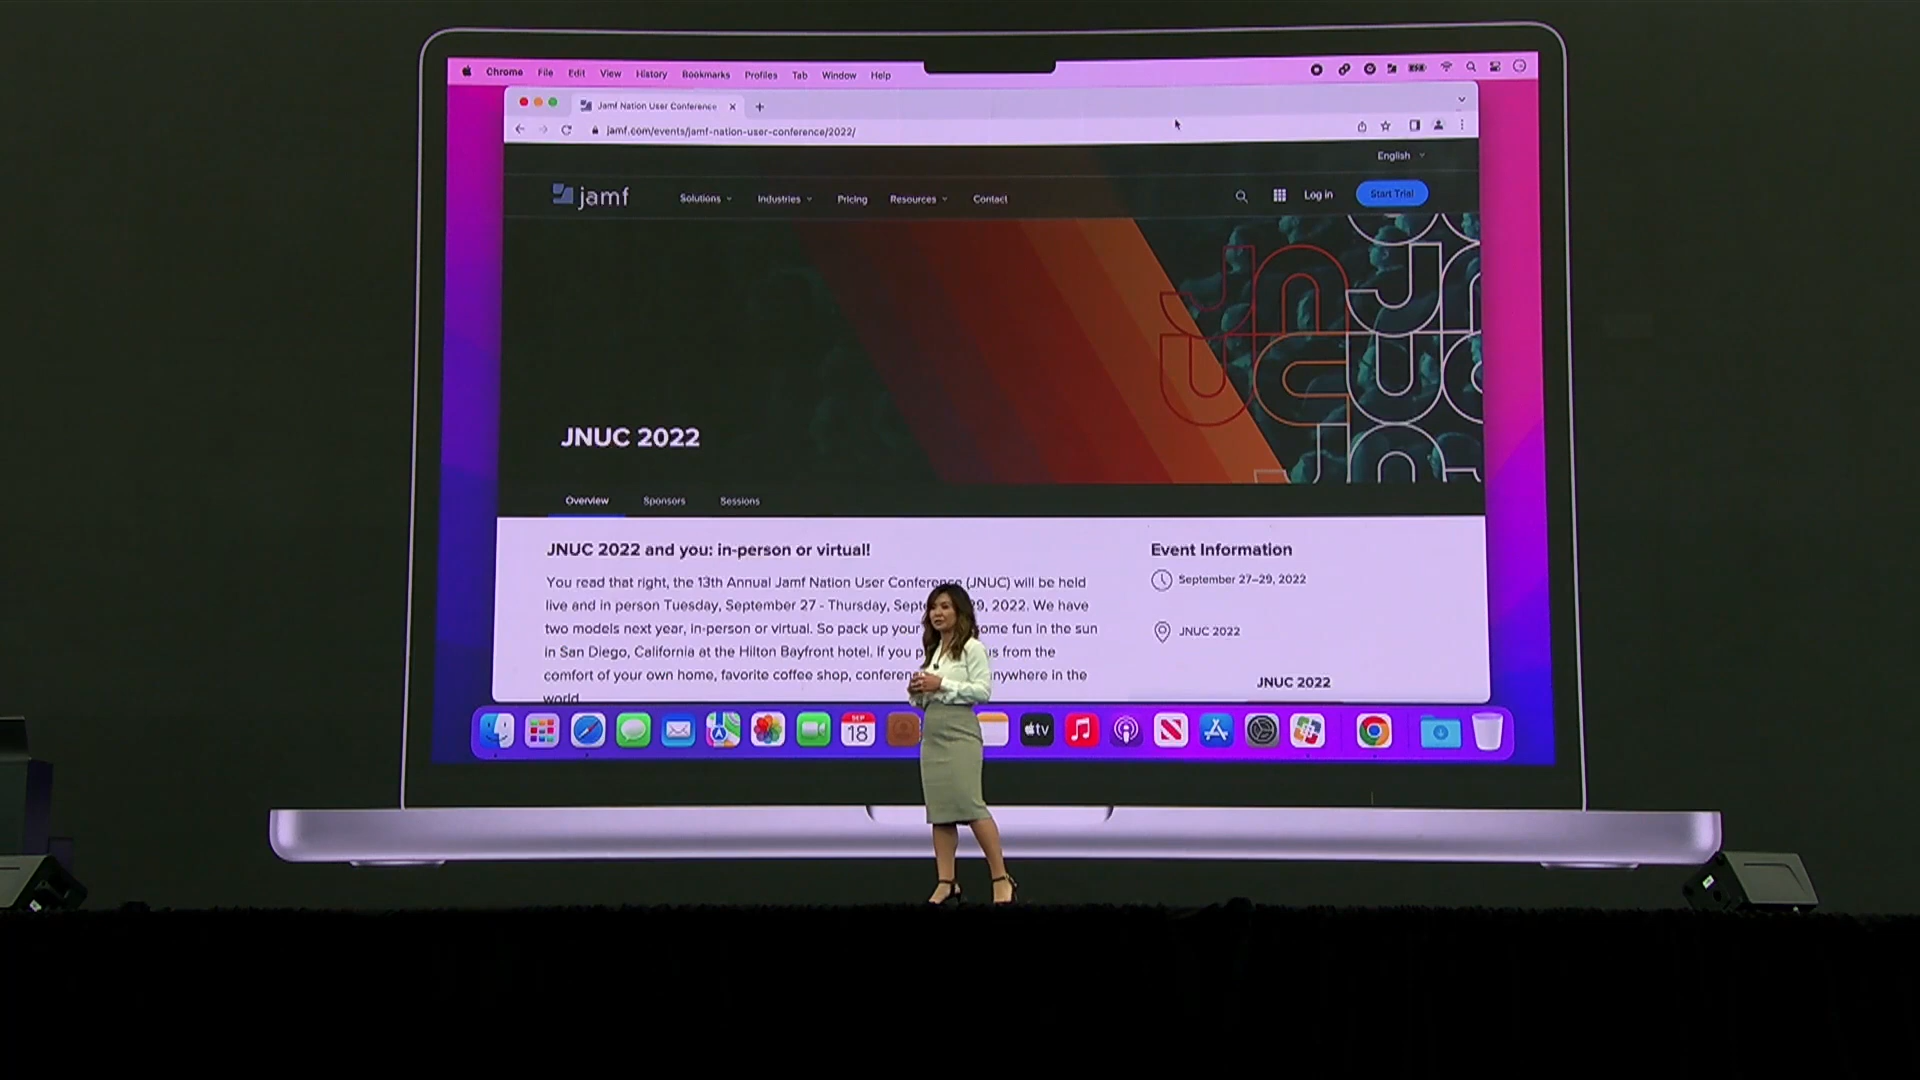 Chrome File Edit View History Bookmarks Profiles Tab Window Help
Jamf Nation User Conference
jamf.com/events/jamf-nation-user-conference/2022/
English
jamf Solutions Industries Pricing Resources Contact Log in Start Trial
JNUC 2022
Overview Sponsors Sessions
JNUC 2022 and you: in-person or virtual!
You read that right, the 13th Annual Jamf Nation User Conference (JNUC) will be held
live and in person Tuesday, September 27 - Thursday, Septe 29, 2022. We have
two models next year, in-person or virtual. So pack up your some fun in the sun
in San Diego, California at the Hilton Bayfront hotel. If you p us from the
comfort of your own home, favorite coffee shop, conferen anywhere in the
world
Event Information
September 27–29, 2022
JNUC 2022
JNUC 2022
SEP
18
tv